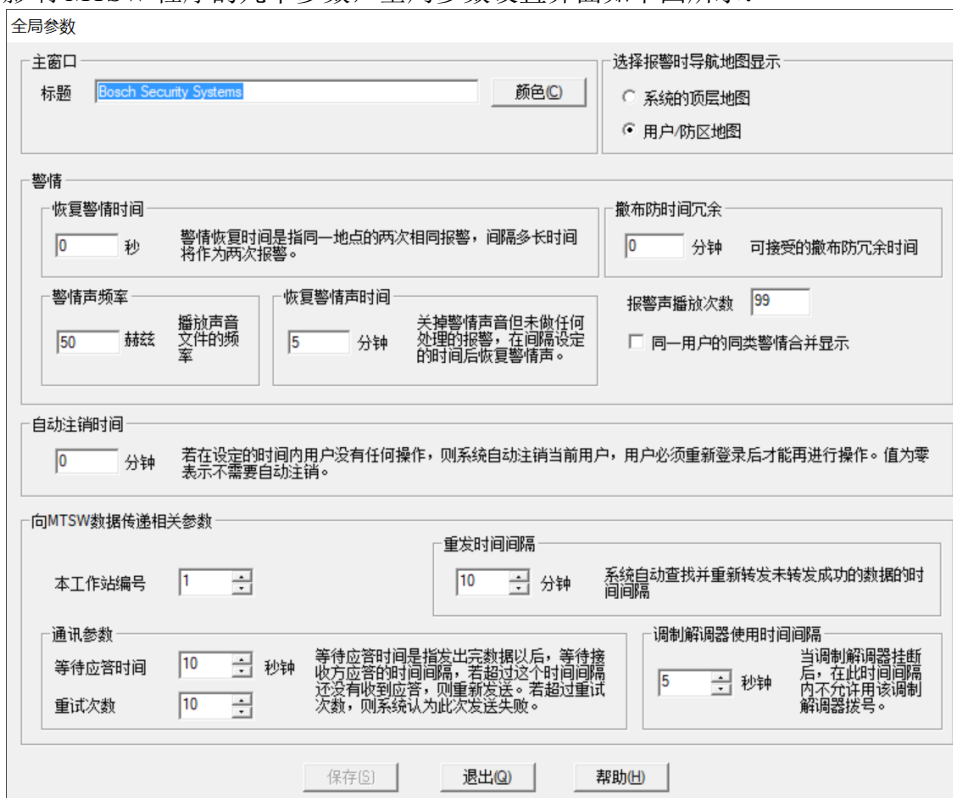 全局参数
主窗口
标题 Bosch Security Systems 颜色(C)
选择报警时导航地图显示
系统的顶层地图
用户/防区地图
警情
恢复警情时间
0 秒 警情恢复时间是指同一地点的两次相同报警，间隔多长时间
将作为两次报警。
撤布防时间冗余
0 分钟 可接受的撤布防冗余时间
警情声频率
50 赫兹 播放声音
文件的频
率
恢复警情声时间
5 分钟 关掉警情声音但未做任何
处理的报警，在间隔设定
的时间后恢复警情声。
报警声播放次数 99
同一用户的同类警情合并显示
自动注销时间
0 分钟 若在设定的时间内用户没有任何操作，则系统自动注销当前用户，用户必须重新登录后才能再进行操作。值为零
表示不需要自动注销。
向MTSW数据传递相关参数
本工作站编号 1
重发时间间隔
10 分钟 系统自动查找并重新转发未转发成功的数据的时
间间隔
通讯参数
等待应答时间 10 秒钟
重试次数 10
等待应答时间是指发出完数据以后，等待接
收方应答的时间间隔，若超过这个时间间隔
还没有收到应答，则重新发送。若超过重试
次数，则系统认为此次发送失败。
调制解调器使用时间间隔
5 秒钟 当调制解调器挂断
后，在此时间间隔
内不允许用该调制
解调器拨号。
保存(S) 退出(Q) 帮助(H)